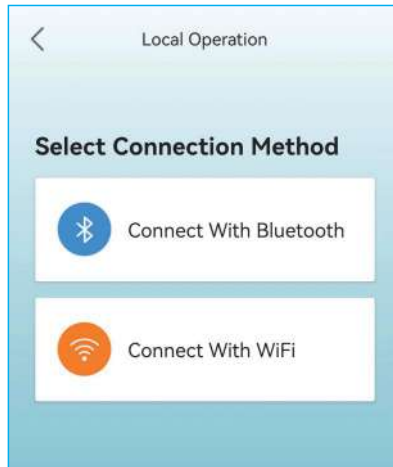 Local Operation
Select Connection Method
Connect With Bluetooth
Connect With WiFi